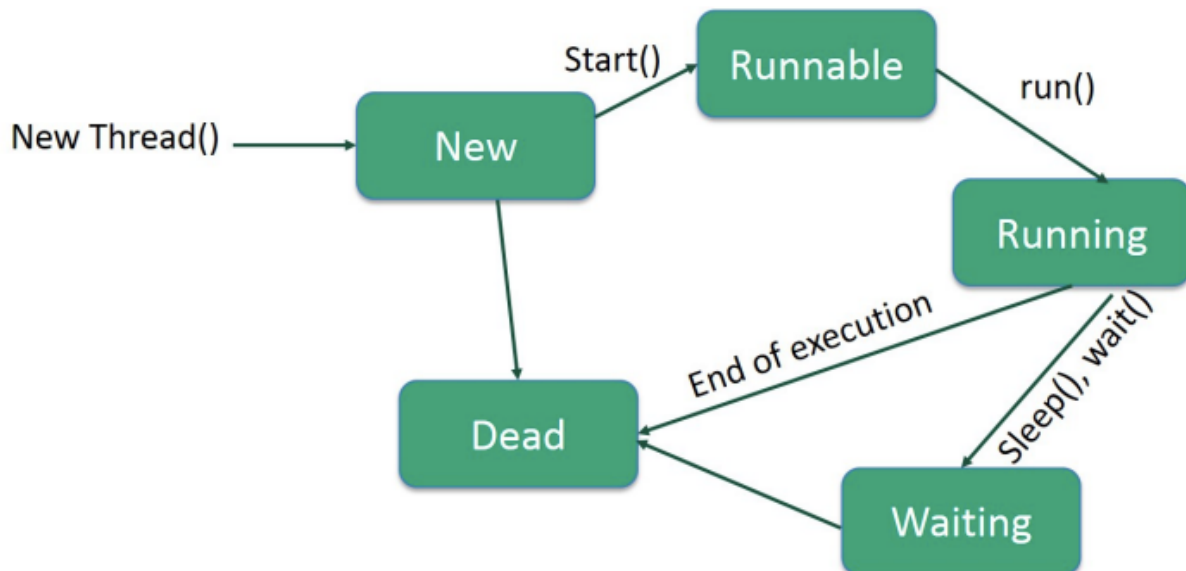 Start()
Runnable
run()
New Thread()
New
Running
End of execution
Sleep(), wait()
Dead
Waiting